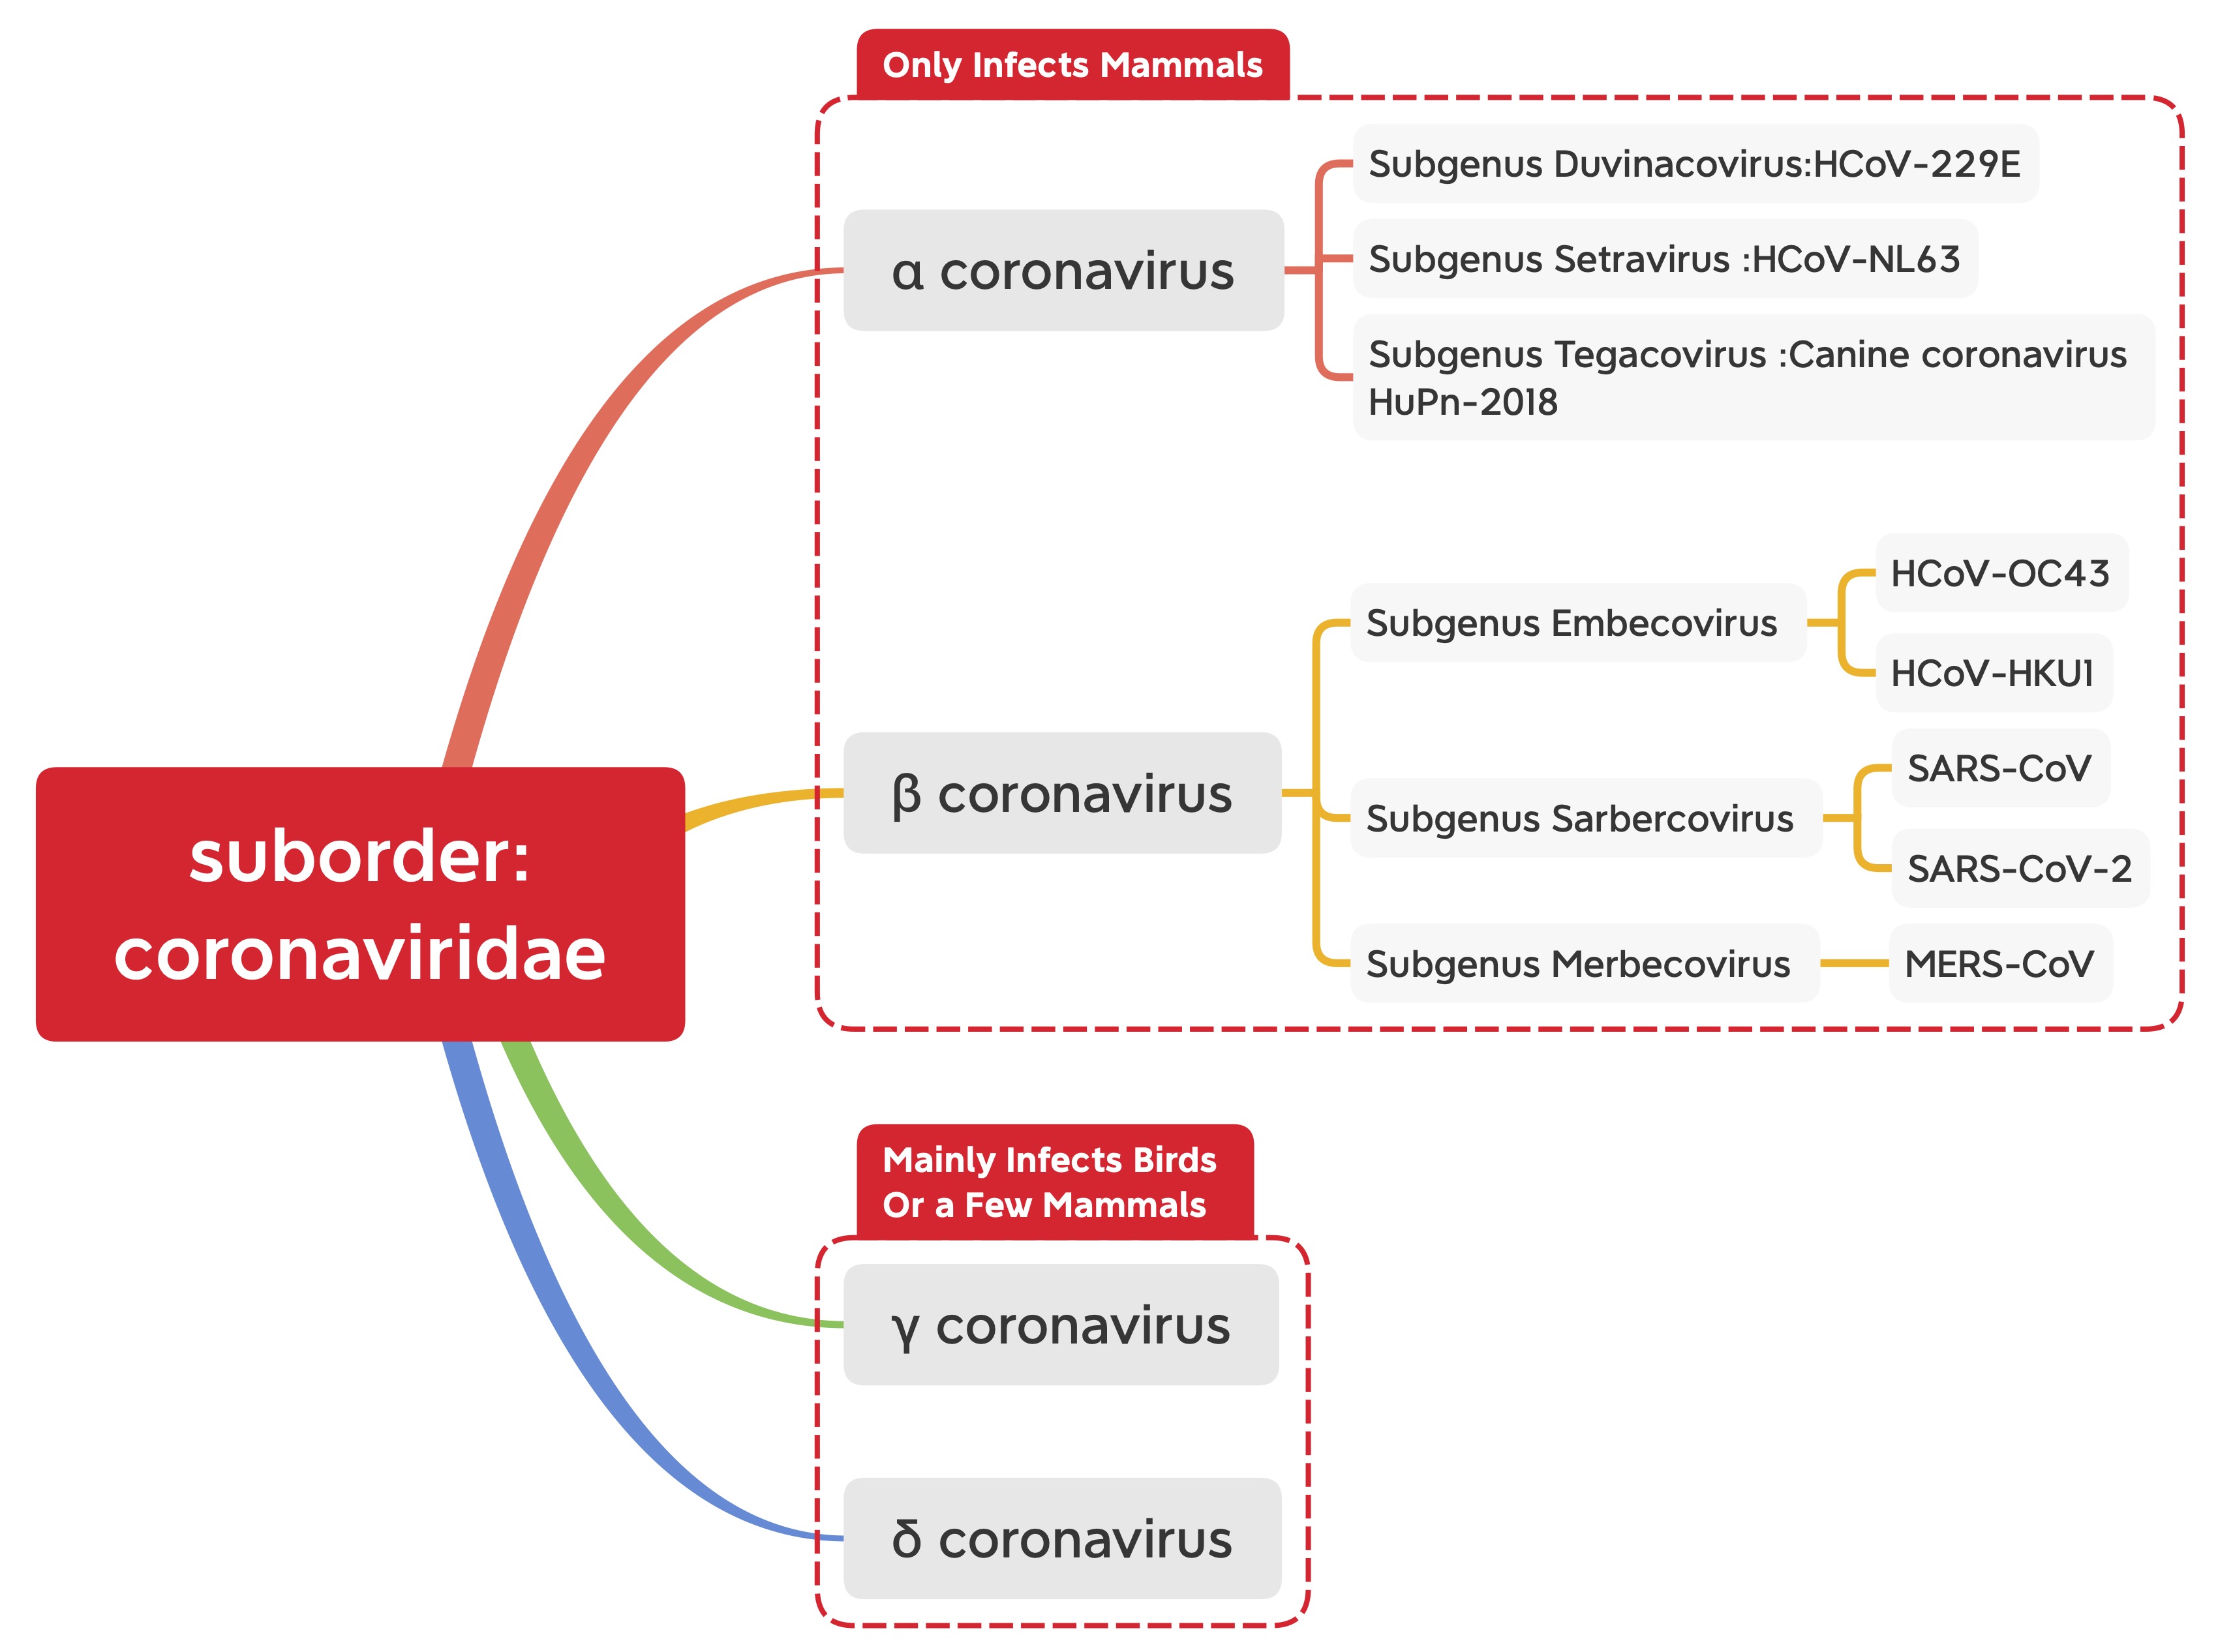 Only Infects Mammals
Subgenus Duvinacovirus:HCoV-229E
α coronavirus
Subgenus Setravirus :HCoV-NL63
Subgenus Tegacovirus :Canine coronavirus
HuPn-2018
HCoV-OC43
Subgenus Embecovirus
HCoV-HKU1
β coronavirus
SARS-CoV
Subgenus Sarbercovirus
SARS-CoV-2
Subgenus Merbecovirus
MERS-CoV
suborder:
coronaviridae
Mainly Infects Birds
Or a Few Mammals
γ coronavirus
δ coronavirus